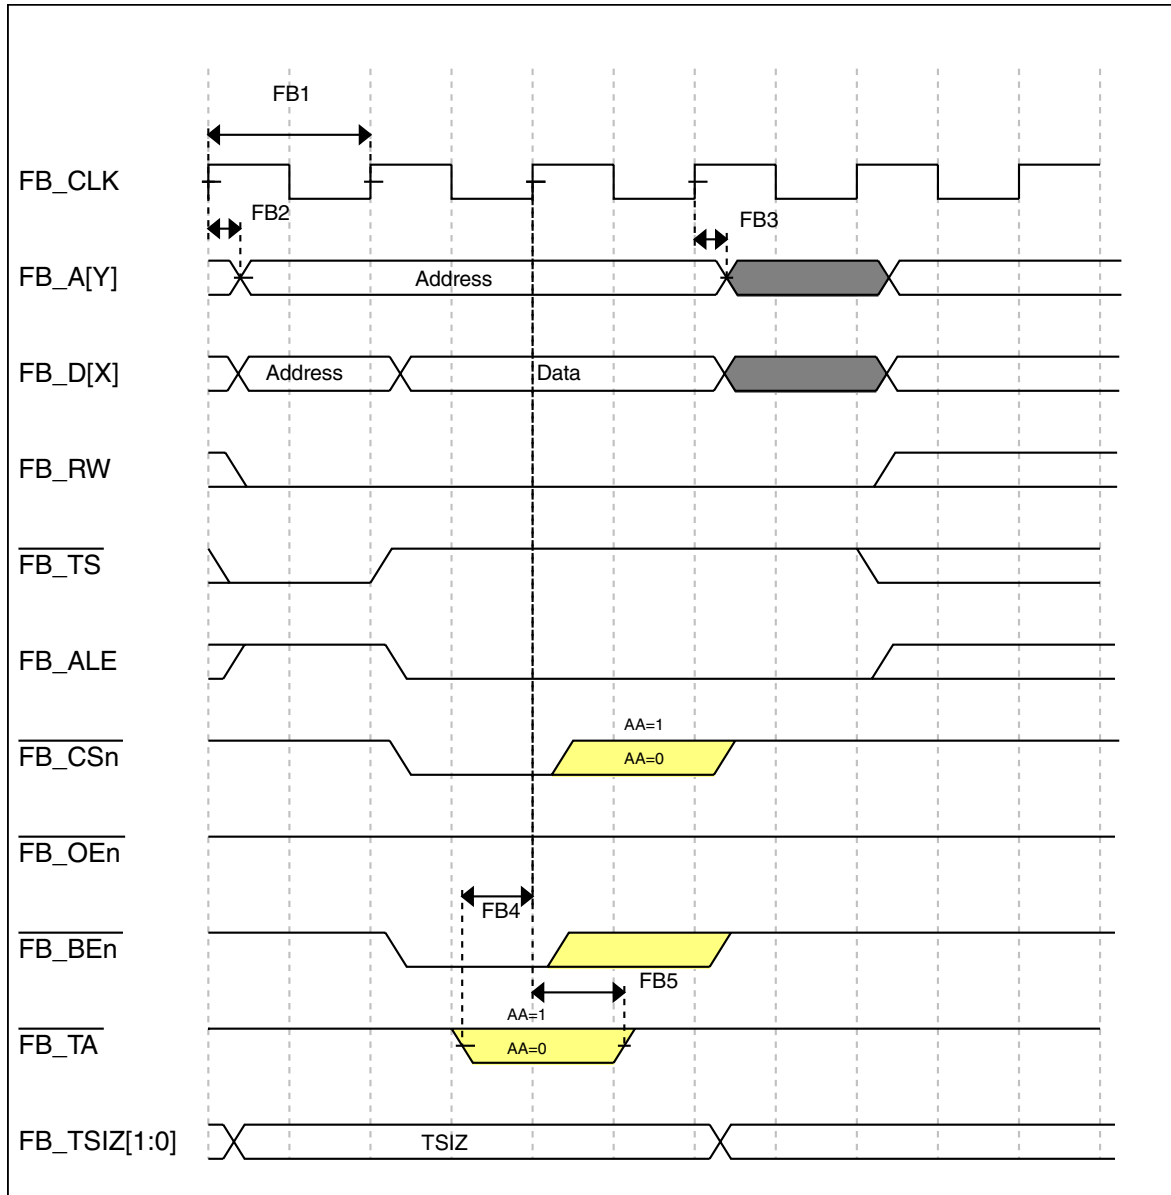 FB1
FB_CLK
FB2
FB3
FB_A[Y]
Address
FB_D[X]
Address
Data
FB_RW
FB_TS
FB_ALE
AA=1
FB_CSn
AA=0
FB_OEn
FB4
FB_BEn
FB5
AA=1
FB_TA
AA=0
FB_TSIZ[1:0]
TSIZ